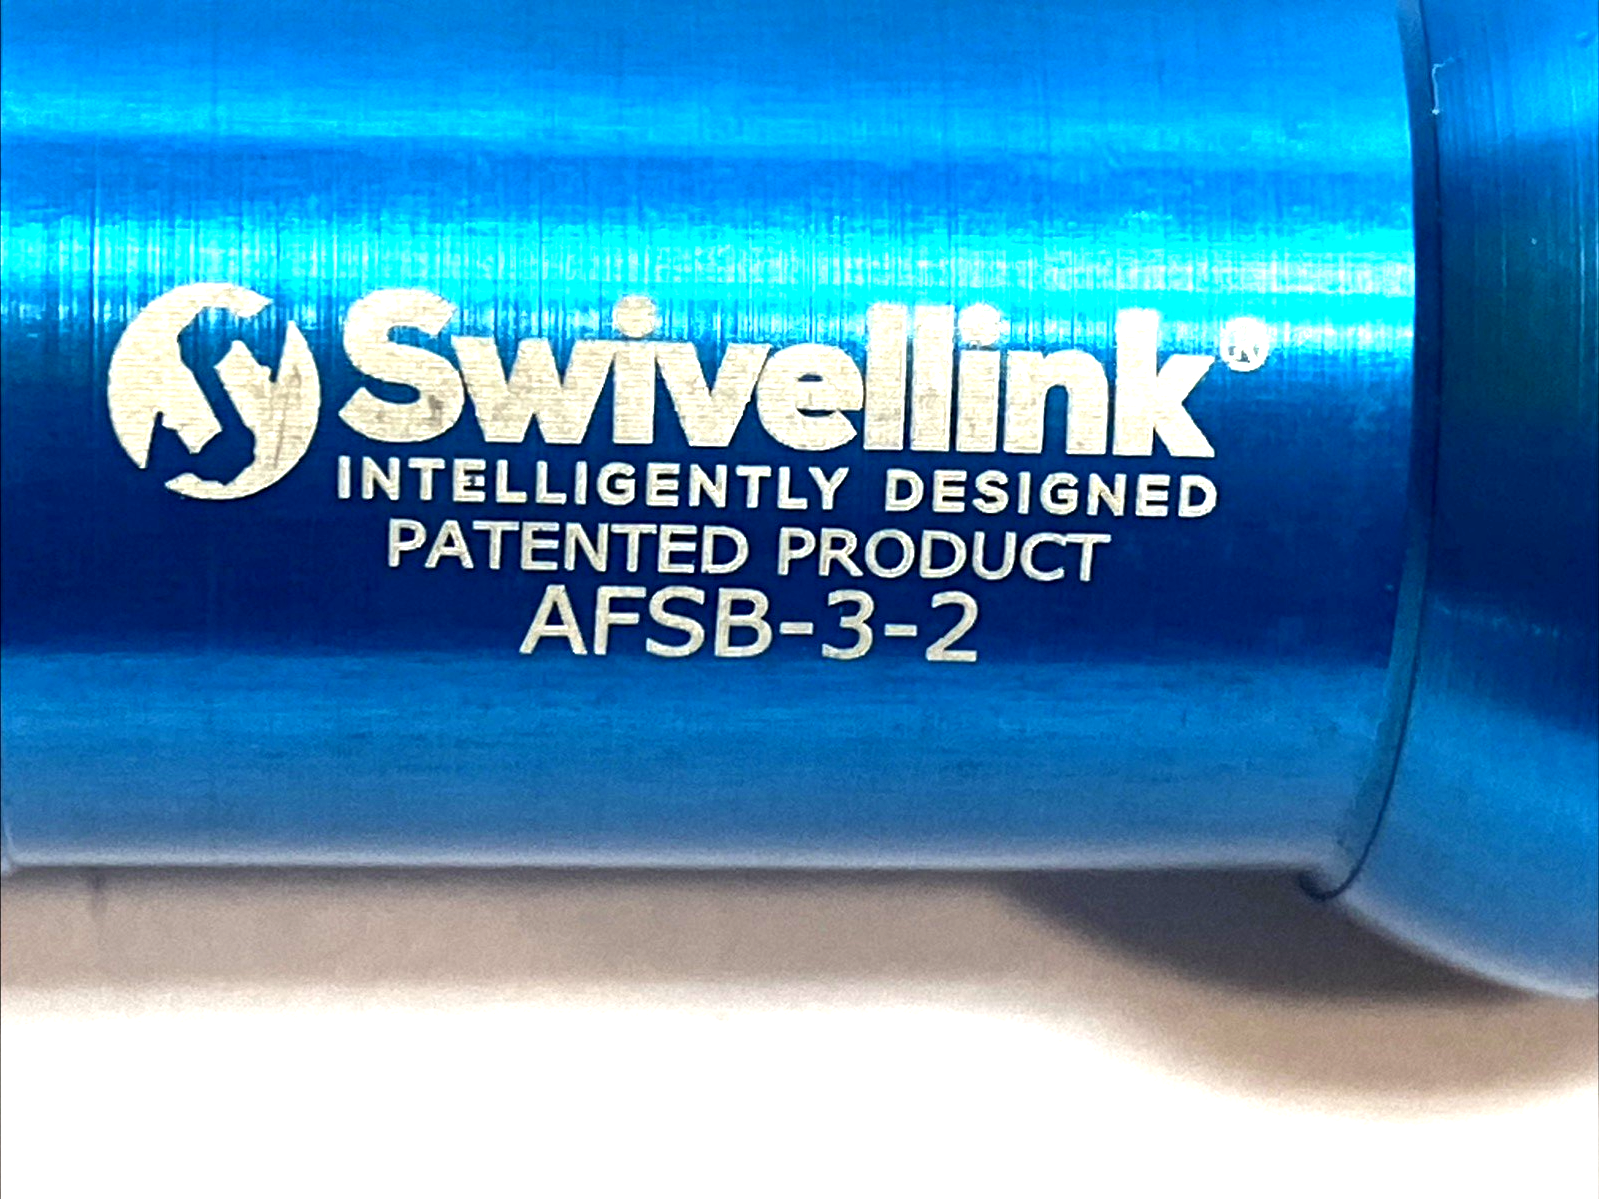 Swivellink®
INTELLIGENTLY DESIGNED
PATENTED PRODUCT
AFSB-3-2